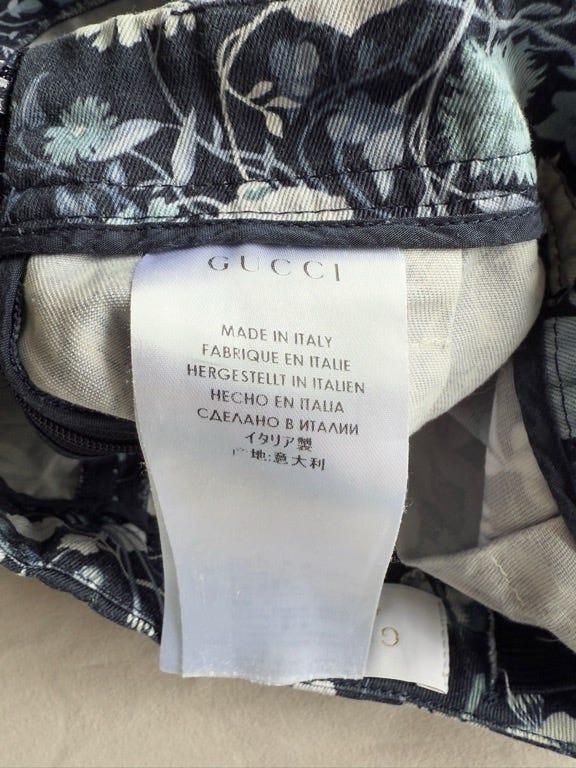 GUCCI
MADE IN ITALY
FABRIQUE EN ITALIE
HERGESTELLT IN ITALIEN
HECHO EN ITALIA
СДЕЛАНО В ИТАЛИИ
イタリア製
产地:意大利
G